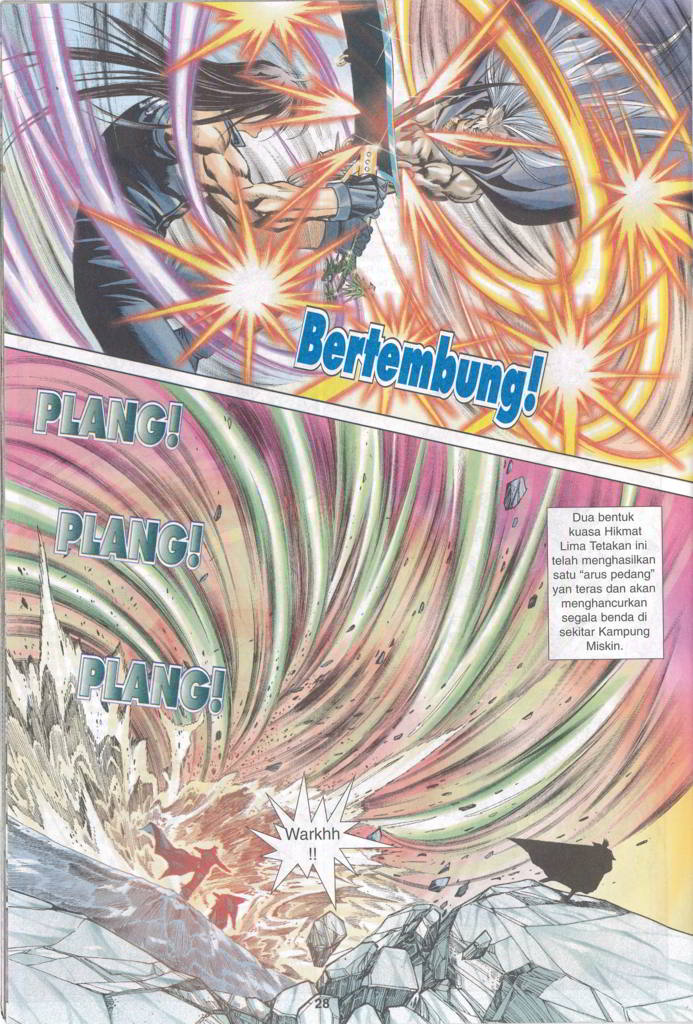 Bertembung!
PLANG!
PLANG!
PLANG!
Dua bentuk
kuasa Hikmat
Lima Tetakan ini
telah menghasilkan
satu "arus pedang"
yan teras dan akan
menghancurkan
segala benda di
sekitar Kampung
Miskin.
Warkhh
!!
28